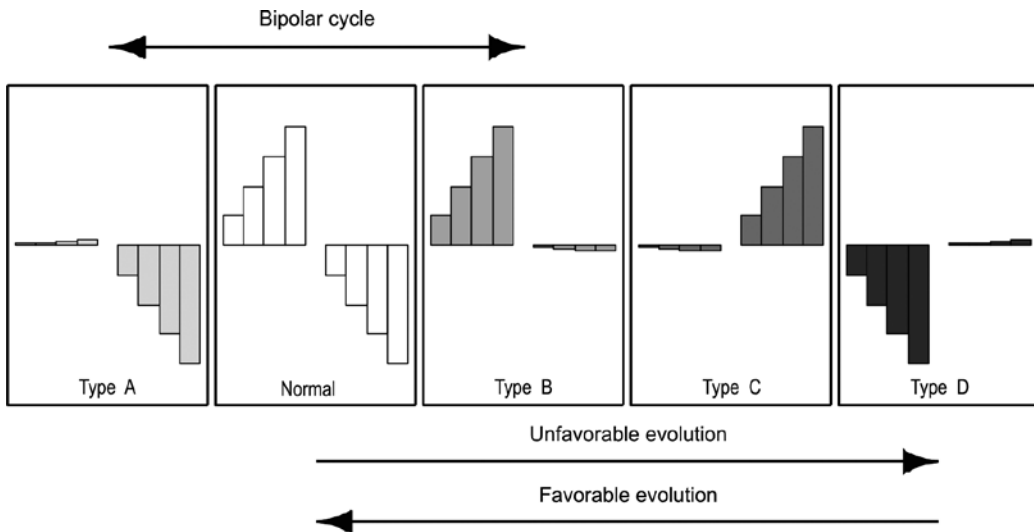 Bipolar cycle
Type A
Normal
Type B
Type C
Type D
Unfavorable evolution
Favorable evolution